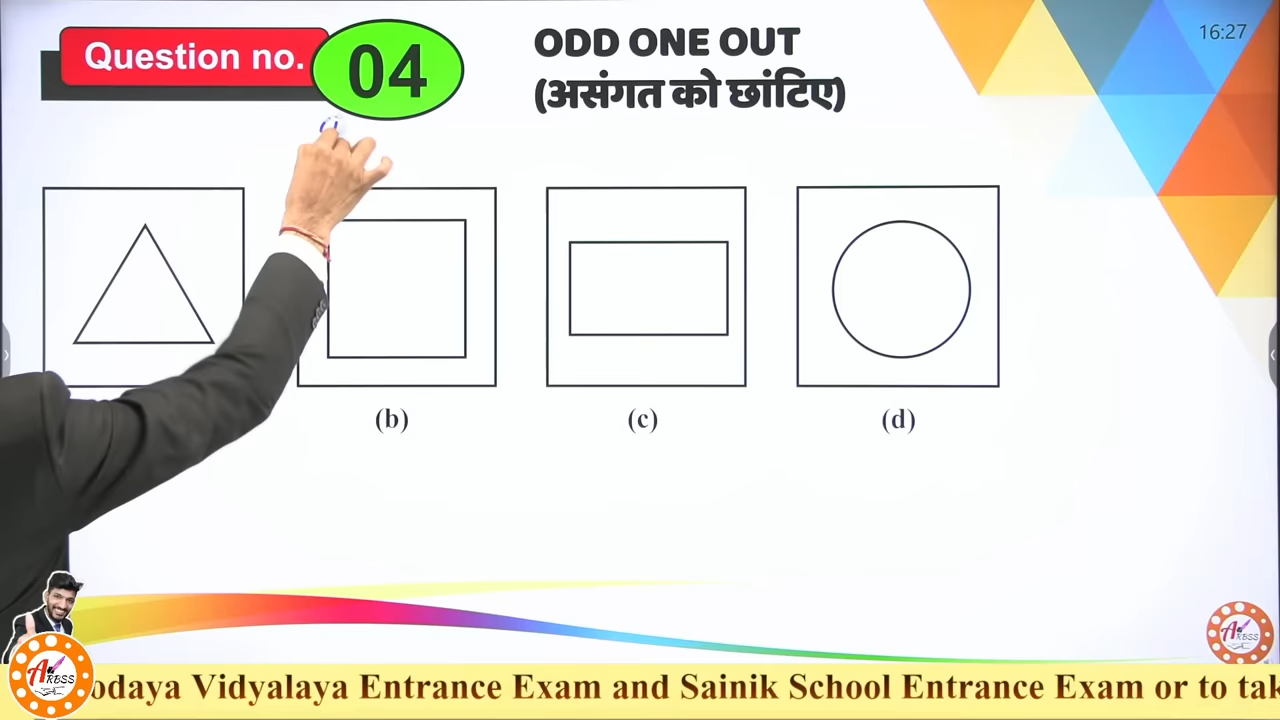 Question no. 04
ODD ONE OUT
(असंगत को छांटिए)
16:27
(b)
(c)
(d)
odaya Vidyalaya Entrance Exam and Sainik School Entrance Exam or to tak